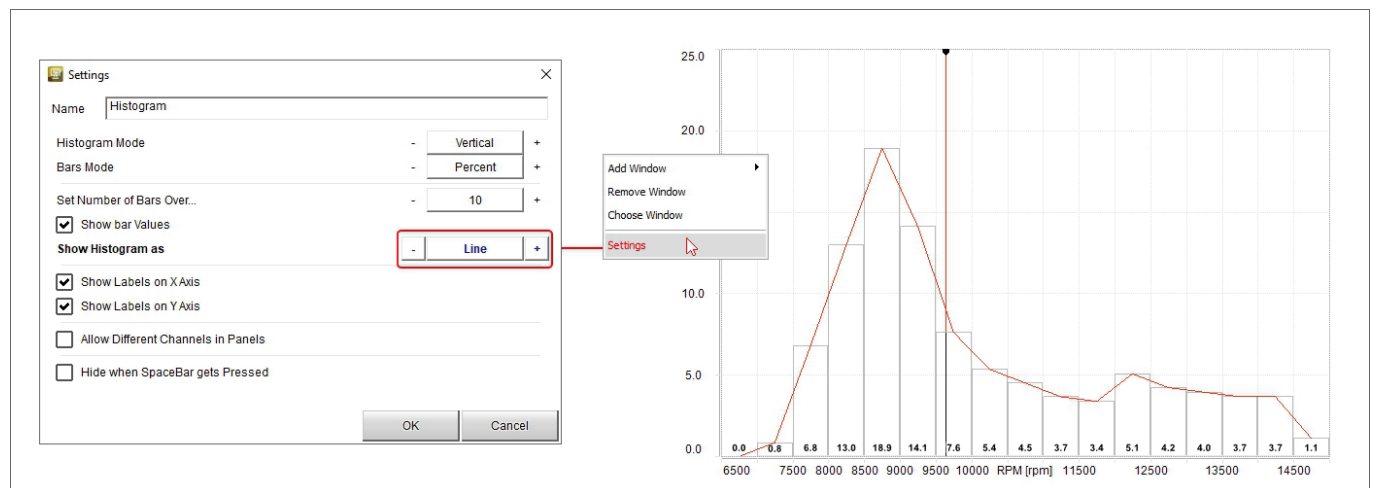 Settings
Name Histogram
Histogram Mode - Vertical +
Bars Mode - Percent +
Set Number of Bars Over... - 10 +
Show bar Values
Show Histogram as - Line +
Show Labels on X Axis
Show Labels on Y Axis
Allow Different Channels in Panels
Hide when SpaceBar gets Pressed
OK Cancel
Add Window
Remove Window
Choose Window
Settings
25.0
20.0
10.0
5.0
0.0
0.0 0.8 6.8 13.0 18.9 14.1 7.6 5.4 4.5 3.7 3.4 5.1 4.2 4.0 3.7 3.7 1.1
6500 7500 8000 8500 9000 9500 10000 RPM [rpm] 11500 12500 13500 14500